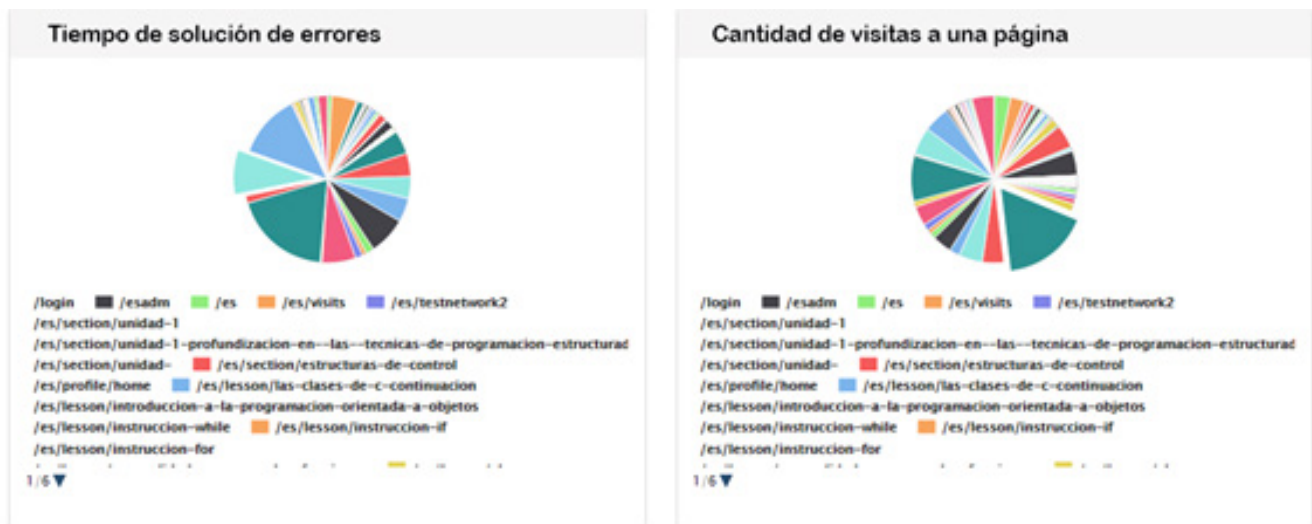 Tiempo de solución de errores
/login /esadm /es /es/visits /es/testnetwork2
/es/section/unidad-1
/es/section/unidad-1-profundizacion-en--las--tecnicas-de-programacion-estructurad
/es/section/unidad- /es/section/estructuras-de-control
/es/profile/home /es/lesson/las-clases-de-c-continuacion
/es/lesson/introduccion-a-la-programacion-orientada-a-objetos
/es/lesson/instruccion-while /es/lesson/instruccion-if
/es/lesson/instruccion-for
1/6
Cantidad de visitas a una página
/login /esadm /es /es/visits /es/testnetwork2
/es/section/unidad-1
/es/section/unidad-1-profundizacion-en--las--tecnicas-de-programacion-estructurad
/es/section/unidad- /es/section/estructuras-de-control
/es/profile/home /es/lesson/las-clases-de-c-continuacion
/es/lesson/introduccion-a-la-programacion-orientada-a-objetos
/es/lesson/instruccion-while /es/lesson/instruccion-if
/es/lesson/instruccion-for
1/6